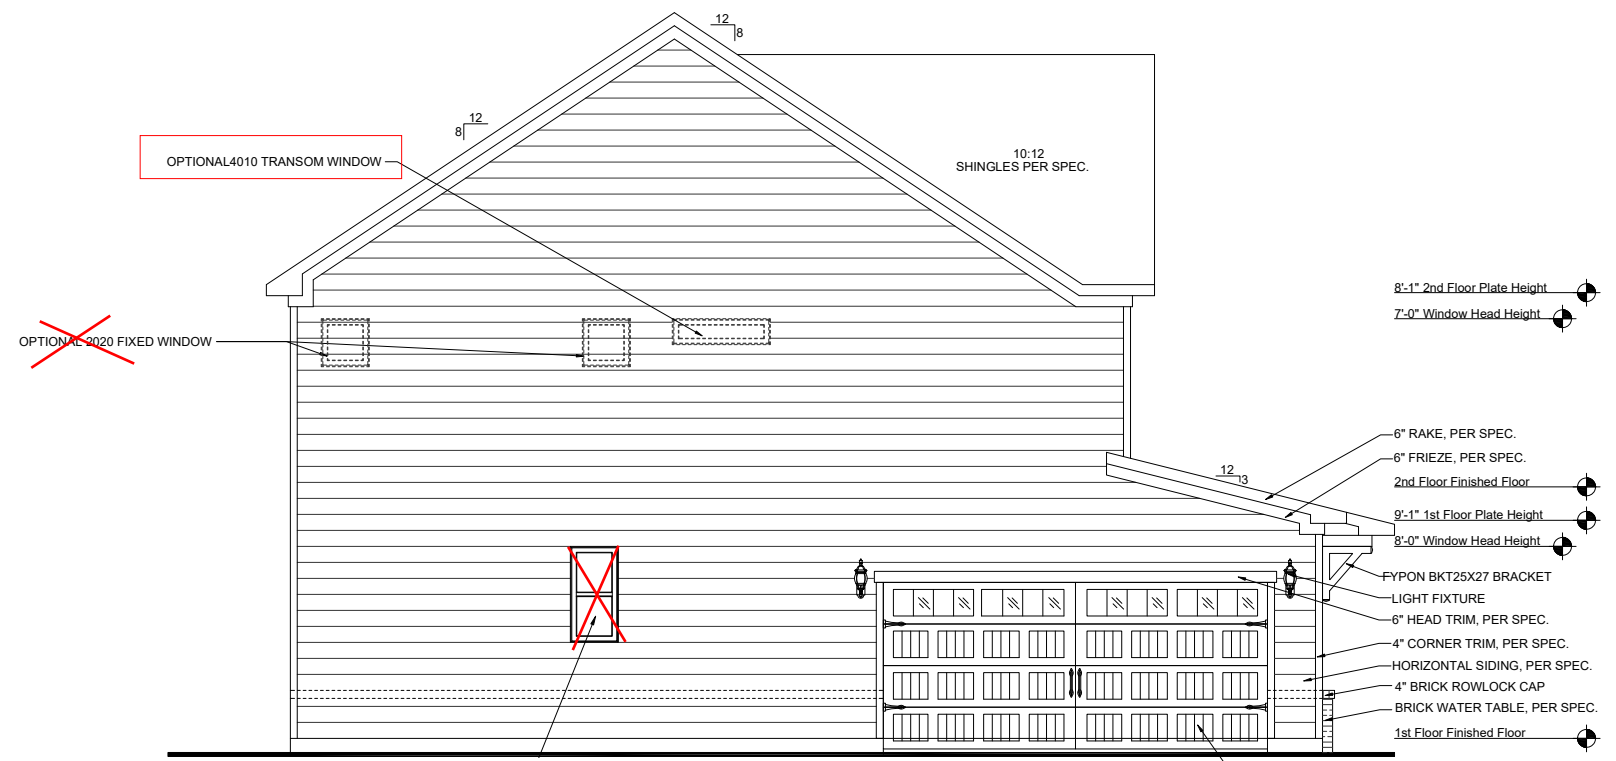 12
8
12
8
OPTIONAL4010 TRANSOM WINDOW
10:12
SHINGLES PER SPEC.
8'-1" 2nd Floor Plate Height
7'-0" Window Head Height
OPTIONAL 2020 FIXED WINDOW
6" RAKE, PER SPEC.
6" FRIEZE, PER SPEC.
12
3
2nd Floor Finished Floor
9'-1" 1st Floor Plate Height
8'-0" Window Head Height
FYPON BKT25X27 BRACKET
LIGHT FIXTURE
6" HEAD TRIM, PER SPEC.
4" CORNER TRIM, PER SPEC.
HORIZONTAL SIDING, PER SPEC.
4" BRICK ROWLOCK CAP
BRICK WATER TABLE, PER SPEC.
1st Floor Finished Floor